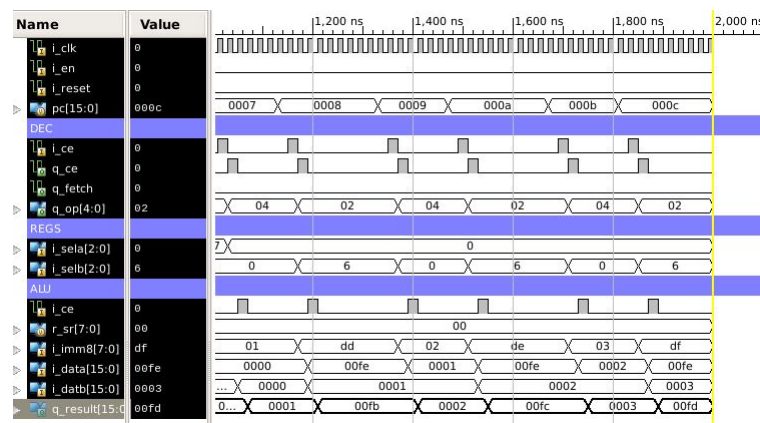 Name Value 1,200 ns 1,400 ns 1,600 ns 1,800 ns 2,000 ns
i_clk 0
i_en 0
i_reset 0
pc[15:0] 000c 0007 0008 0009 000a 000b 000c
DEC
i_ce 0
q_ce 0
q_fetch 0
q_op[4:0] 02 04 02 04 02 04 02
REGS
i_sela[2:0] 0 7 0
i_selb[2:0] 6 0 6 0 6 0 6
ALU
i_ce 0
r_sr[7:0] 00 00
i_imm8[7:0] df 01 dd 02 de 03 df
i_data[15:0] 00fe 0000 00fe 0001 00fe 0002 00fe
i_datb[15:0] 0003 ... 0000 0001 0002 0003
q_result[15:0 00fd 0... 0001 00fb 0002 00fc 0003 00fd